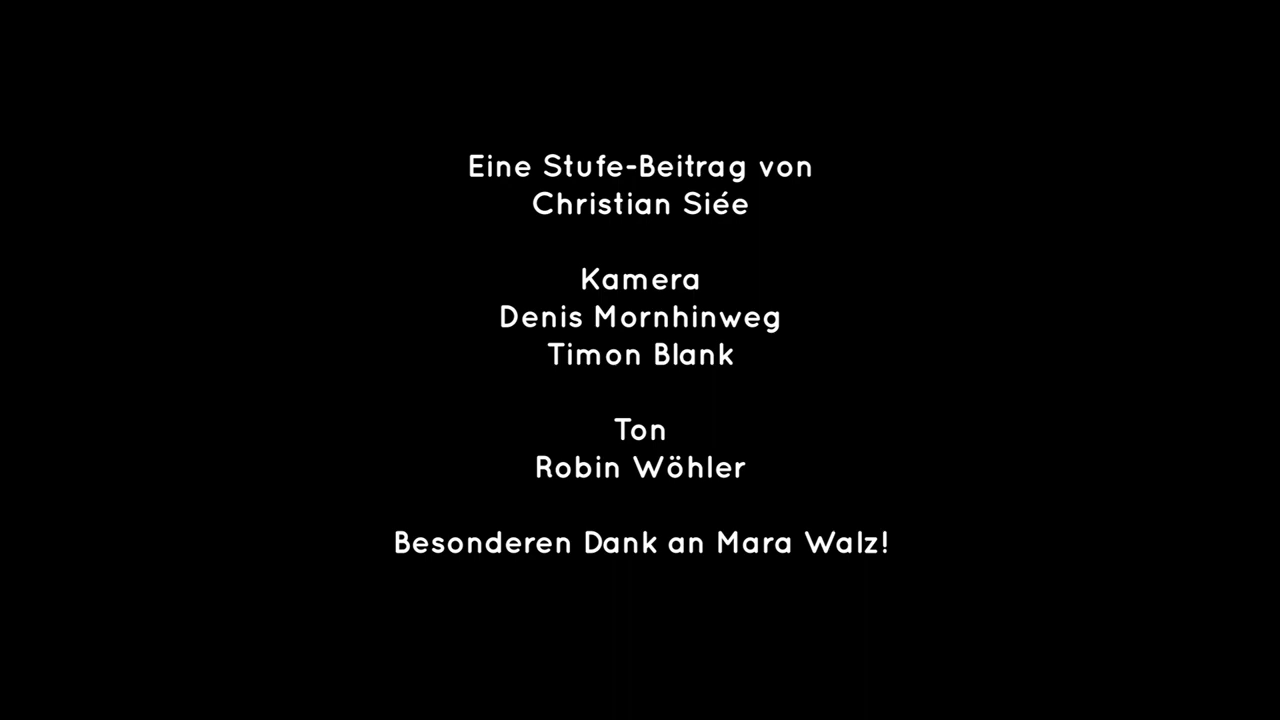 Eine Stufe-Beitrag von
Christian Siée
Kamera
Denis Mornhinweg
Timon Blank
Ton
Robin Wöhler
Besonderen Dank an Mara Walz!